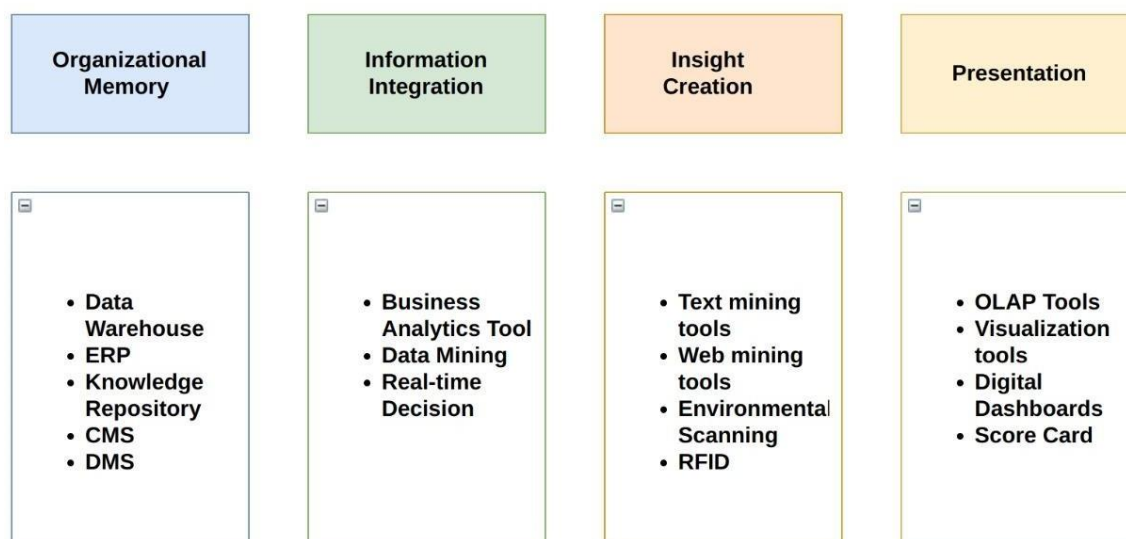 Organizational
Memory
Information
Integration
Insight
Creation
Presentation
• Data
Warehouse
• ERP
• Knowledge
Repository
• CMS
• DMS
• Business
Analytics Tool
• Data Mining
• Real-time
Decision
• Text mining
tools
• Web mining
tools
• Environmental
Scanning
• RFID
• OLAP Tools
• Visualization
tools
• Digital
Dashboards
• Score Card